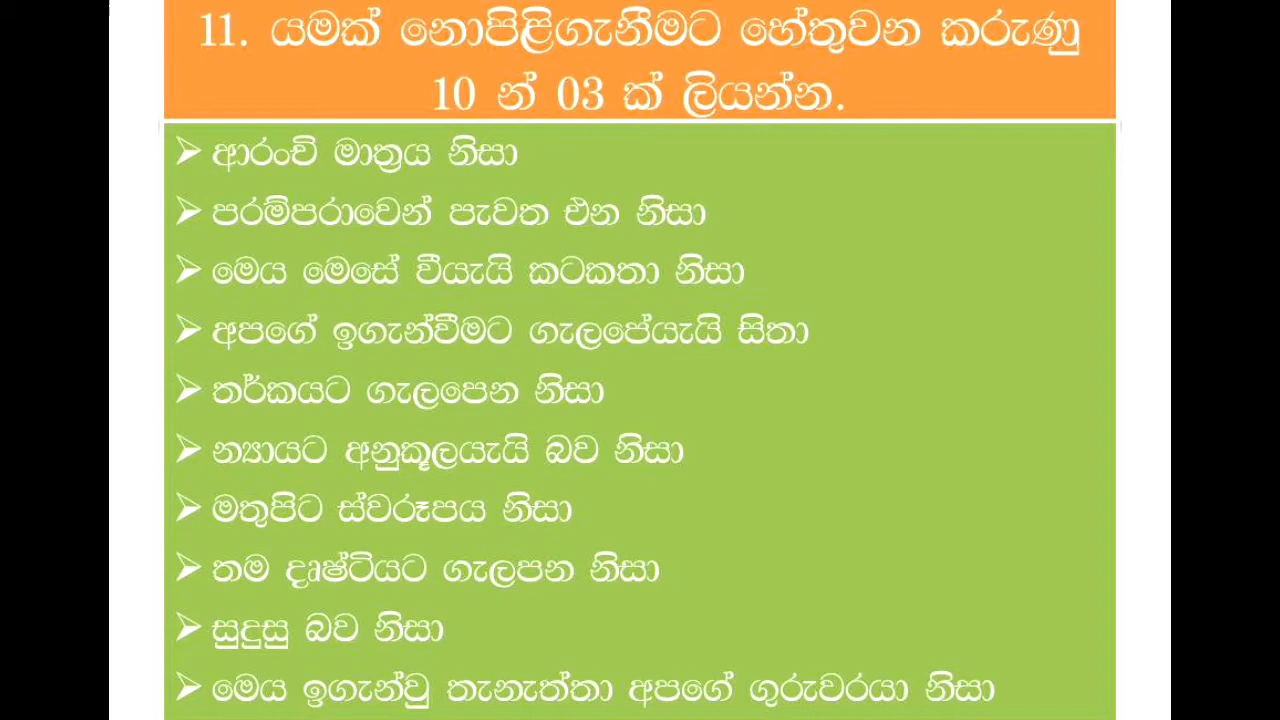 11. යමක් නොපිළිගැනීමට හේතුවන කරුණු
10 න් 03 ක් ලියන්න.
➢ ආරංචි මාත්‍රය නිසා
➢ පරම්පරාවෙන් පැවත එන නිසා
➢ මෙය මෙසේ වීයැයි කටකතා නිසා
➢ අපගේ ඉගැන්වීමට ගැලපේයැයි සිතා
➢ තර්කයට ගැලපෙන නිසා
➢ න්‍යායට අනුකූලයැයි බව නිසා
➢ මතුපිට ස්වරූපය නිසා
➢ තම දෘෂ්ටියට ගැලපන නිසා
➢ සුදුසු බව නිසා
➢ මෙය ඉගැන්වු තැනැත්තා අපගේ ගුරුවරයා නිසා